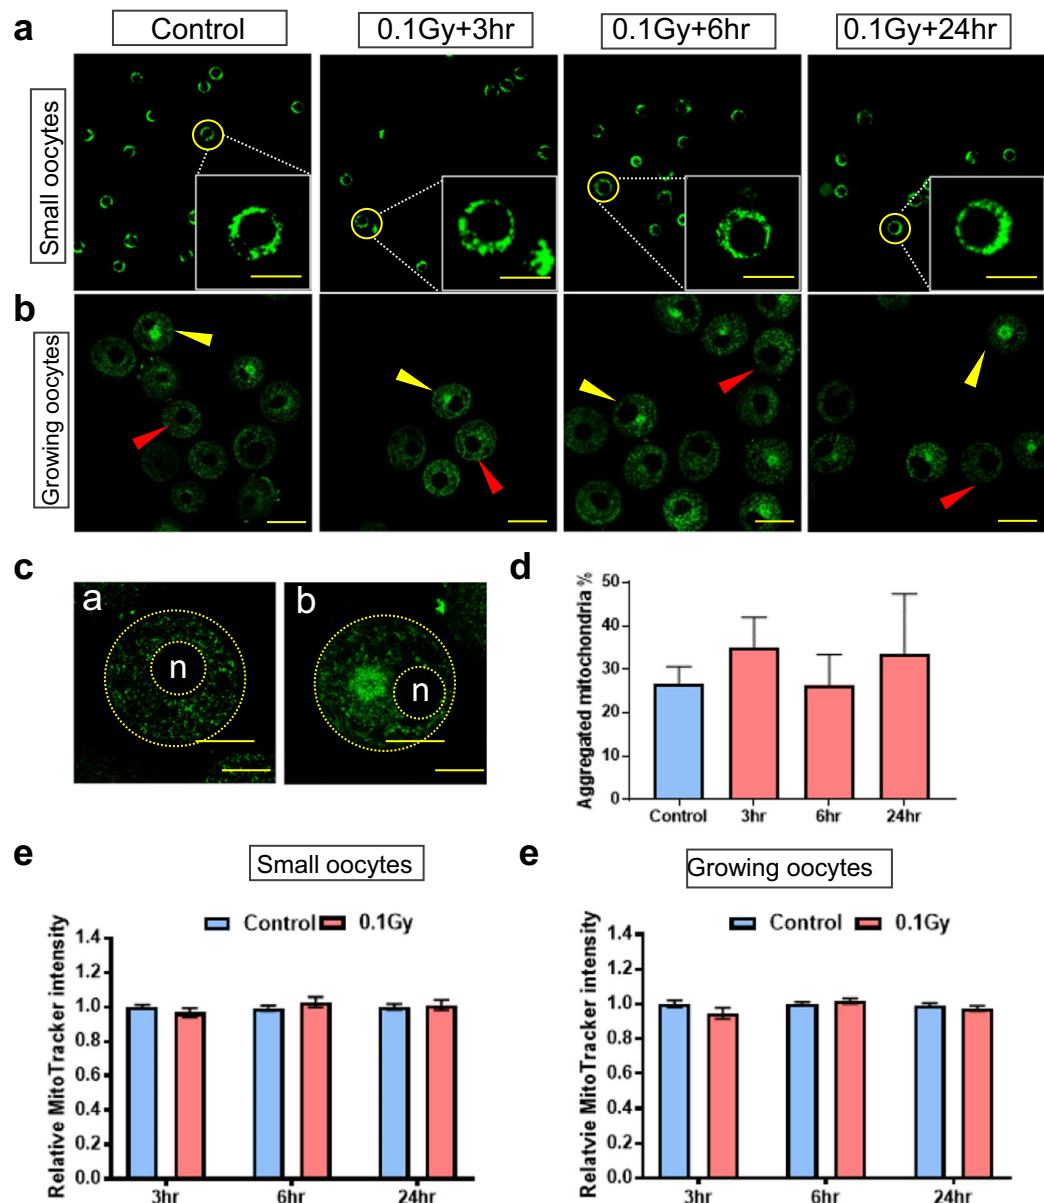 a
Control
0.1Gy+3hr
0.1Gy+6hr
0.1Gy+24hr
Small oocytes
b
Growing oocytes
c
a
n
b
n
d
Aggregated mitochondria %
50
40
30
20
10
0
Control
3hr
6hr
24hr
e
Small oocytes
Control
0.1Gy
Relative MitoTracker intensity
1.4
1.2
1.0
0.8
0.6
0.4
0.2
0.0
3hr
6hr
24hr
e
Growing oocytes
Control
0.1Gy
Relatvie MitoTracker intensity
1.4
1.2
1.0
0.8
0.6
0.4
0.2
0.0
3hr
6hr
24hr